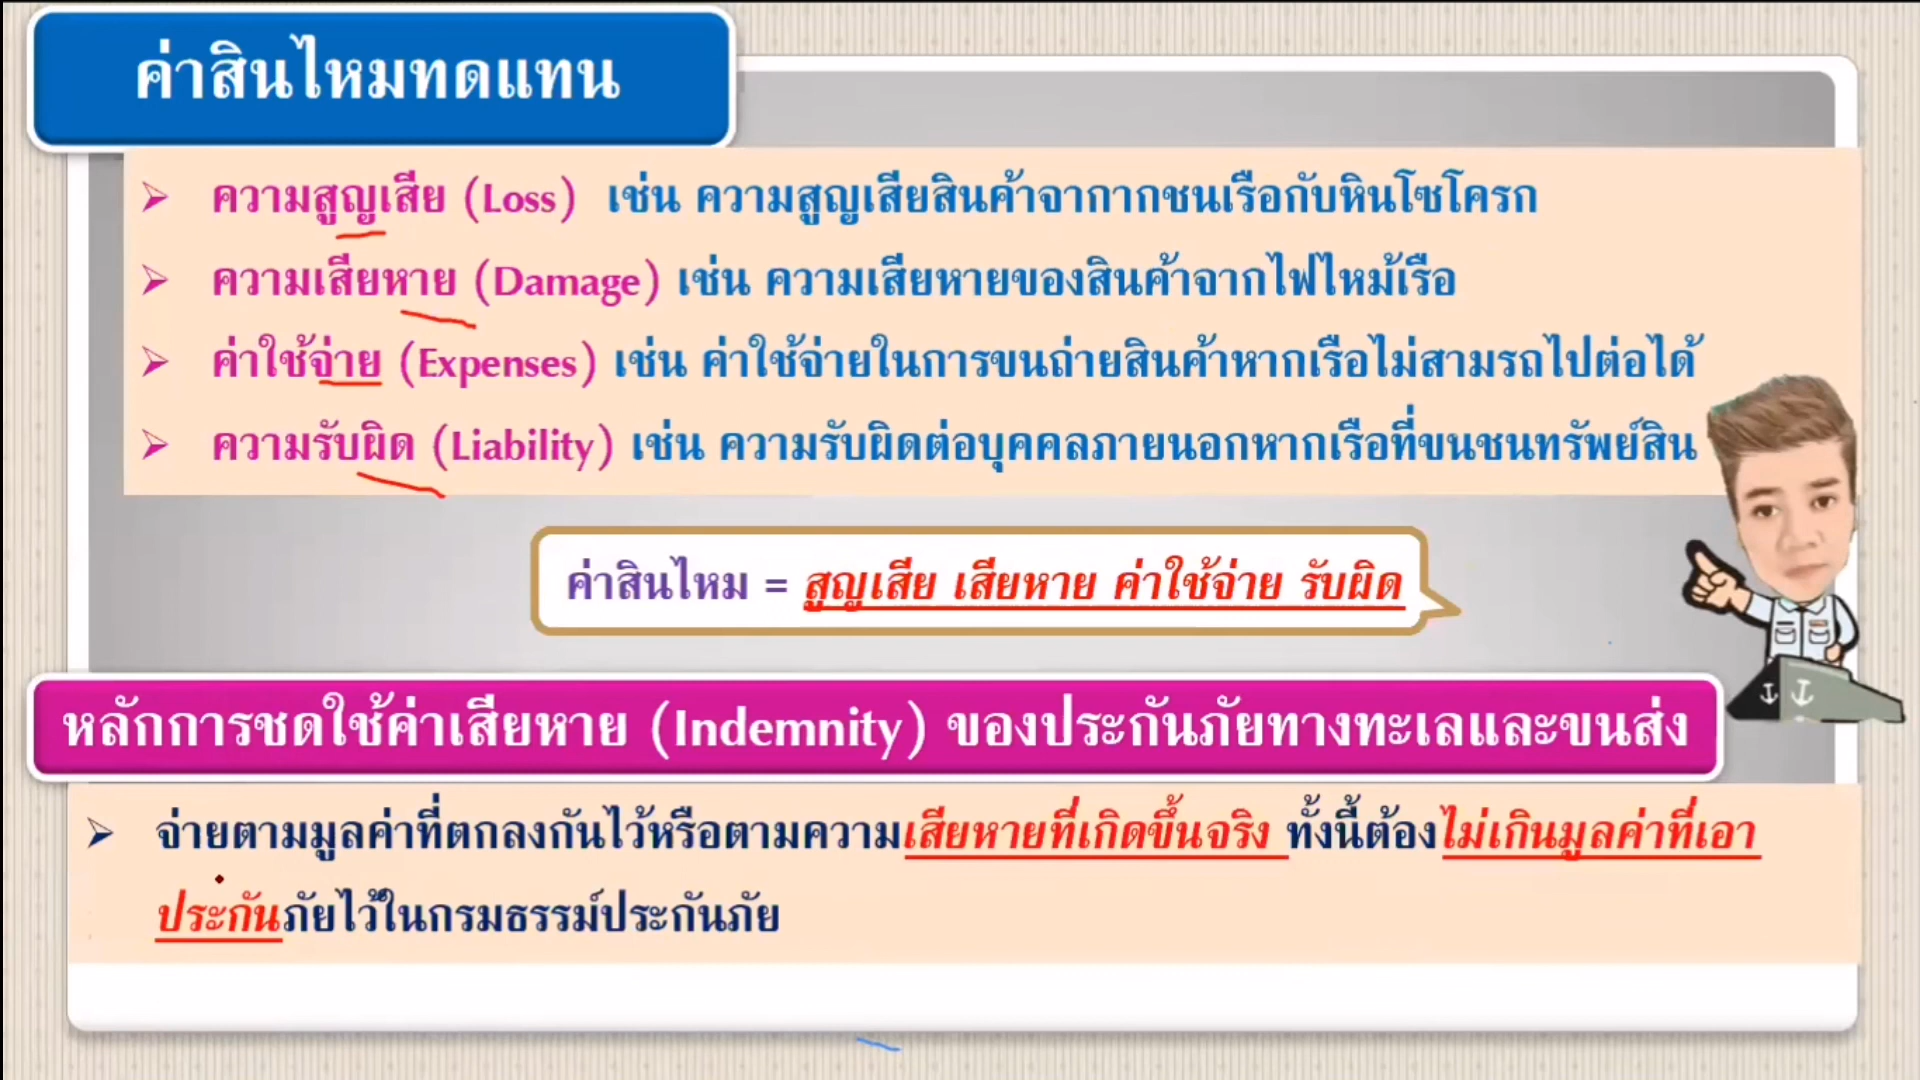 ค่าสินไหมทดแทน
➢ ความสูญเสีย (Loss) เช่น ความสูญเสียสินค้าจากากชนเรือกับหินโซโครก
➢ ความเสียหาย (Damage) เช่น ความเสียหายของสินค้าจากไฟไหม้เรือ
➢ ค่าใช้จ่าย (Expenses) เช่น ค่าใช้จ่ายในการขนถ่ายสินค้าหากเรือไม่สามรถไปต่อได้
➢ ความรับผิด (Liability) เช่น ความรับผิดต่อบุคคลภายนอกหากเรือที่ขนชนทรัพย์สิน
ค่าสินไหม = สูญเสีย เสียหาย ค่าใช้จ่าย รับผิด
หลักการชดใช้ค่าเสียหาย (Indemnity) ของประกันภัยทางทะเลและขนส่ง
➢ จ่ายตามมูลค่าที่ตกลงกันไว้หรือตามความเสียหายที่เกิดขึ้นจริง ทั้งนี้ต้องไม่เกินมูลค่าที่เอา
ประกันภัยไว้ในกรมธรรม์ประกันภัย